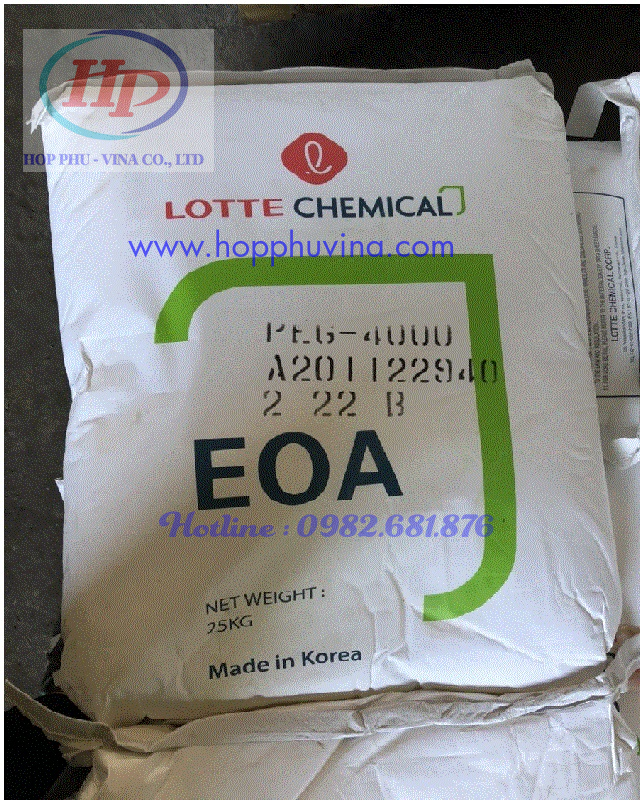 HP
HOP PHU - VINA CO., LTD
LOTTE CHEMICAL
www.hopphuvina.com
PEG-4000
A201122940
2 22 B
EOA
Hotline : 0982.681.876
NET WEIGHT :
25KG
Made in Korea
LOTTE CHEMICAL CORP.